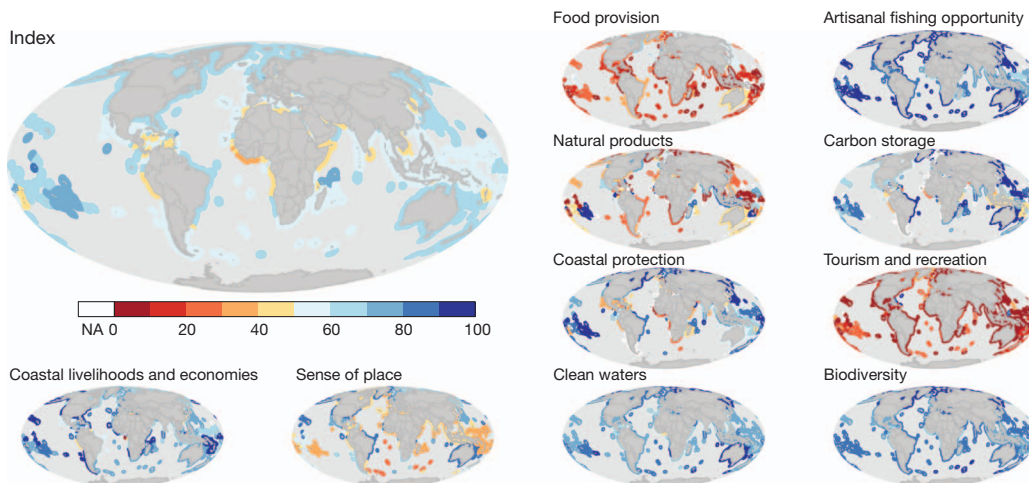 Index
Food provision
Artisanal fishing opportunity
Natural products
Carbon storage
Coastal protection
Tourism and recreation
NA 0 20 40 60 80 100
Coastal livelihoods and economies
Sense of place
Clean waters
Biodiversity